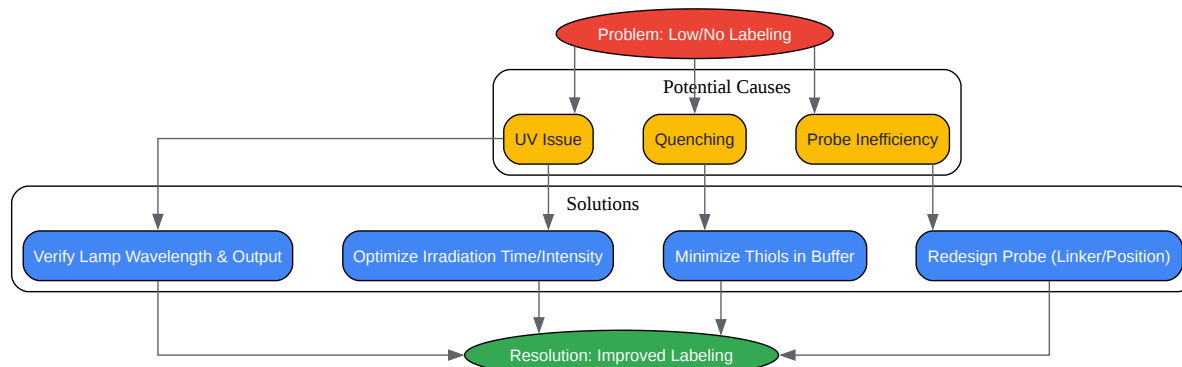 Problem: Low/No Labeling
Potential Causes
UV Issue
Quenching
Probe Inefficiency
Solutions
Verify Lamp Wavelength & Output
Optimize Irradiation Time/Intensity
Minimize Thiols in Buffer
Redesign Probe (Linker/Position)
Resolution: Improved Labeling